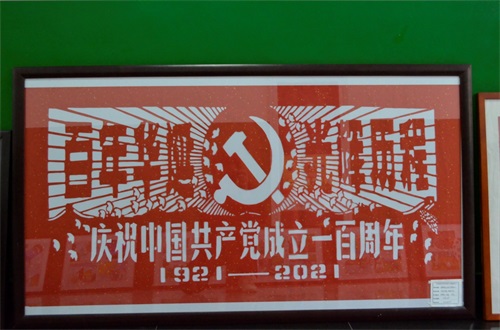 百年华诞 光辉历程
庆祝中国共产党成立一百周年
1921—2021